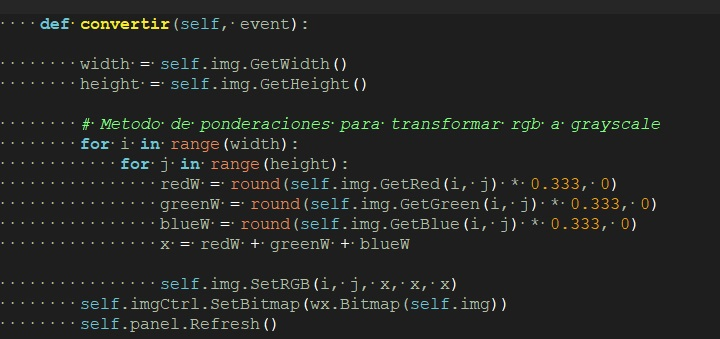 def convertir(self, event):
width = self.img.GetWidth()
height = self.img.GetHeight()
# Metodo de ponderaciones para transformar rgb a grayscale
for i in range(width):
for j in range(height):
redW = round(self.img.GetRed(i, j) * 0.333, 0)
greenW = round(self.img.GetGreen(i, j) * 0.333, 0)
blueW = round(self.img.GetBlue(i, j) * 0.333, 0)
x = redW + greenW + blueW
self.img.SetRGB(i, j, x, x, x)
self.imgCtrl.SetBitmap(wx.Bitmap(self.img))
self.panel.Refresh()